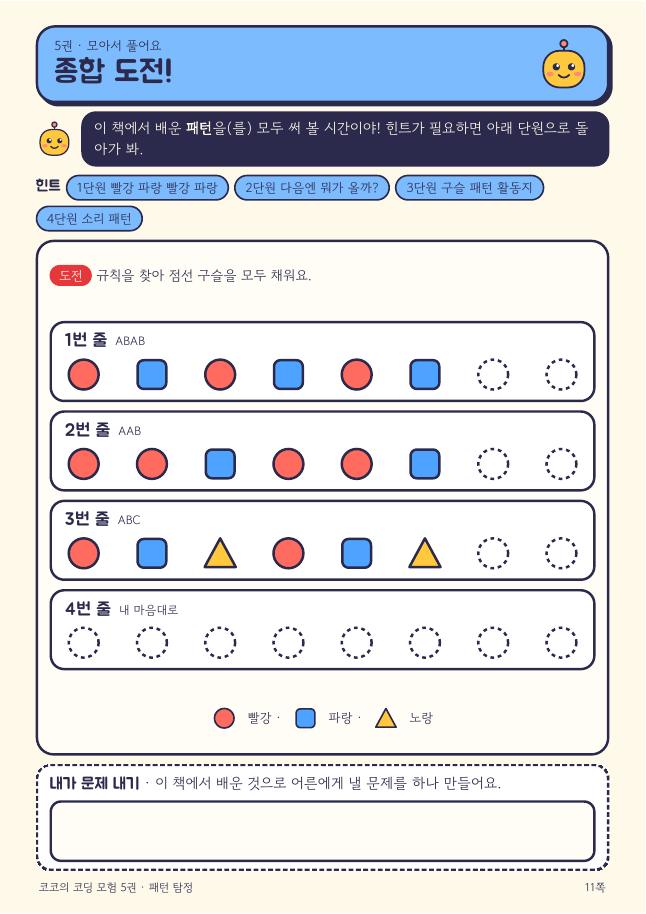 5권 · 모아서 풀어요
종합 도전!
이 책에서 배운 패턴을(를) 모두 써 볼 시간이야! 힌트가 필요하면 아래 단원으로 돌
아가 봐.
힌트 1단원 빨강 파랑 빨강 파랑 2단원 다음엔 뭐가 올까? 3단원 구슬 패턴 활동지
4단원 소리 패턴
도전 규칙을 찾아 점선 구슬을 모두 채워요.
1번 줄 ABAB
2번 줄 AAB
3번 줄 ABC
4번 줄 내 마음대로
빨강 · 파랑 · 노랑
내가 문제 내기 · 이 책에서 배운 것으로 어른에게 낼 문제를 하나 만들어요.
코코의 코딩 모험 5권 · 패턴 탐정 11쪽